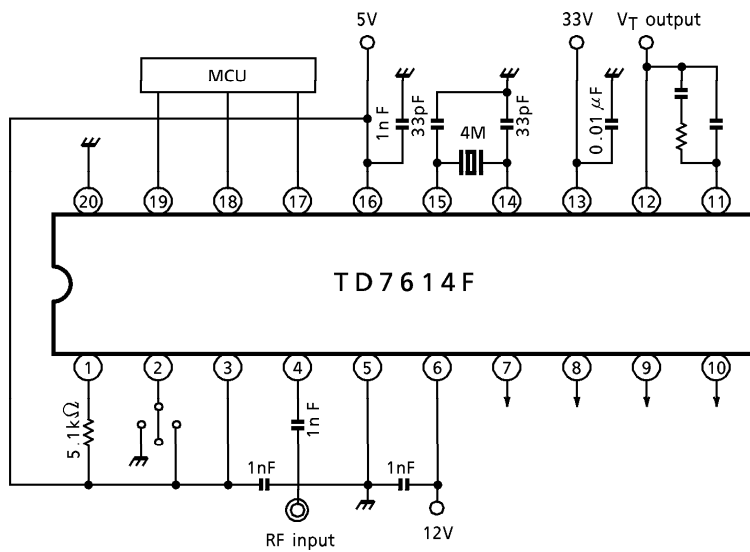 5V
33V
VT output
MCU
1nF
33pF
4M
33pF
0.01 μF
20
19
18
17
16
15
14
13
12
11
TD7614F
1
2
3
4
5
6
7
8
9
10
5.1kΩ
1nF
1nF
1nF
RF input
12V